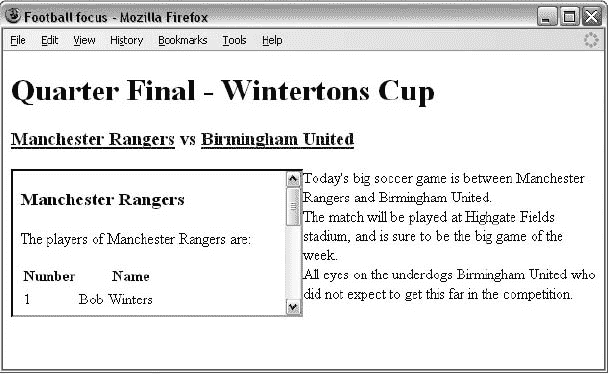 Football focus - Mozilla Firefox
File Edit View History Bookmarks Tools Help
Quarter Final - Wintertons Cup
Manchester Rangers vs Birmingham United
Manchester Rangers
The players of Manchester Rangers are:
Number Name
1 Bob Winters
Today's big soccer game is between Manchester
Rangers and Birmingham United.
The match will be played at Highgate Fields
stadium, and is sure to be the big game of the
week.
All eyes on the underdogs Birmingham United who
did not expect to get this far in the competition.